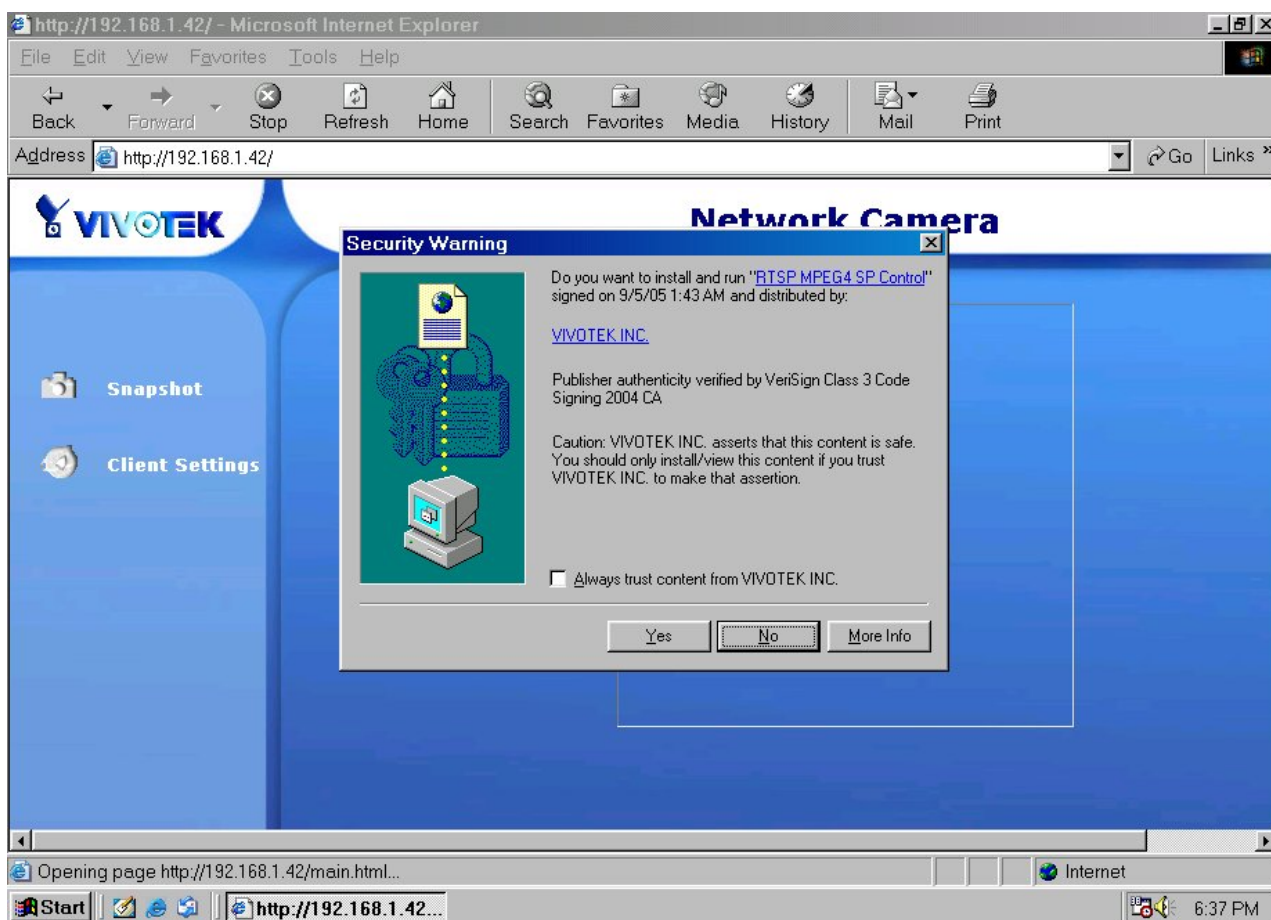 http://192.168.1.42/ - Microsoft Internet Explorer
File Edit View Favorites Tools Help
Back Forward Stop Refresh Home Search Favorites Media History Mail Print
Address http://192.168.1.42/ Go Links »
VIVOTEK
Network Camera
Security Warning
Do you want to install and run "RTSP MPEG4 SP Control"
signed on 9/5/05 1:43 AM and distributed by:
VIVOTEK INC.
Publisher authenticity verified by VeriSign Class 3 Code
Signing 2004 CA
Caution: VIVOTEK INC. asserts that this content is safe.
You should only install/view this content if you trust
VIVOTEK INC. to make that assertion.
Always trust content from VIVOTEK INC.
Yes No More Info
Snapshot
Client Settings
Opening page http://192.168.1.42/main.html...
Internet
Start http://192.168.1.42... 6:37 PM